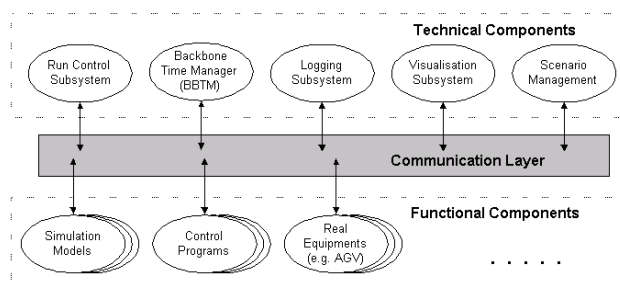 Technical Components
Run Control
Subsystem
Backbone
Time Manager
(BBTM)
Logging
Subsystem
Visualisation
Subsystem
Scenario
Management
Communication Layer
Functional Components
Simulation
Models
Control
Programs
Real
Equipments
(e.g. AGV)
. . . . .